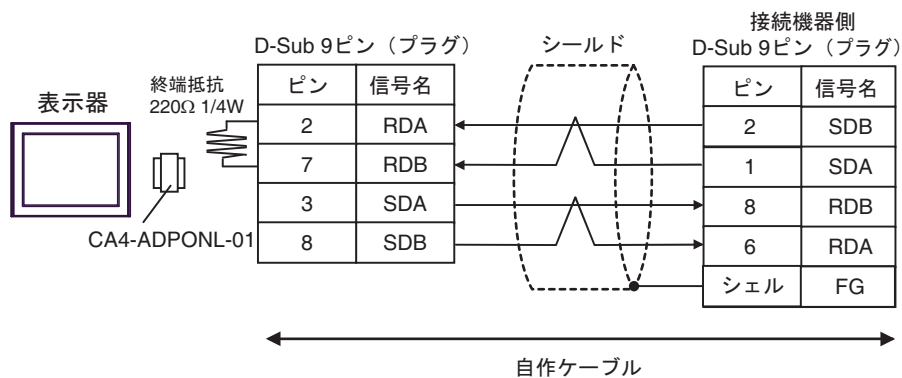 接続機器側
D-Sub 9ピン（プラグ）
シールド
D-Sub 9ピン（プラグ）
終端抵抗
220Ω 1/4W
表示器
CA4-ADPONL-01
ピン 信号名
2 RDA
7 RDB
3 SDA
8 SDB
ピン 信号名
2 SDB
1 SDA
8 RDB
6 RDA
シェル FG
自作ケーブル